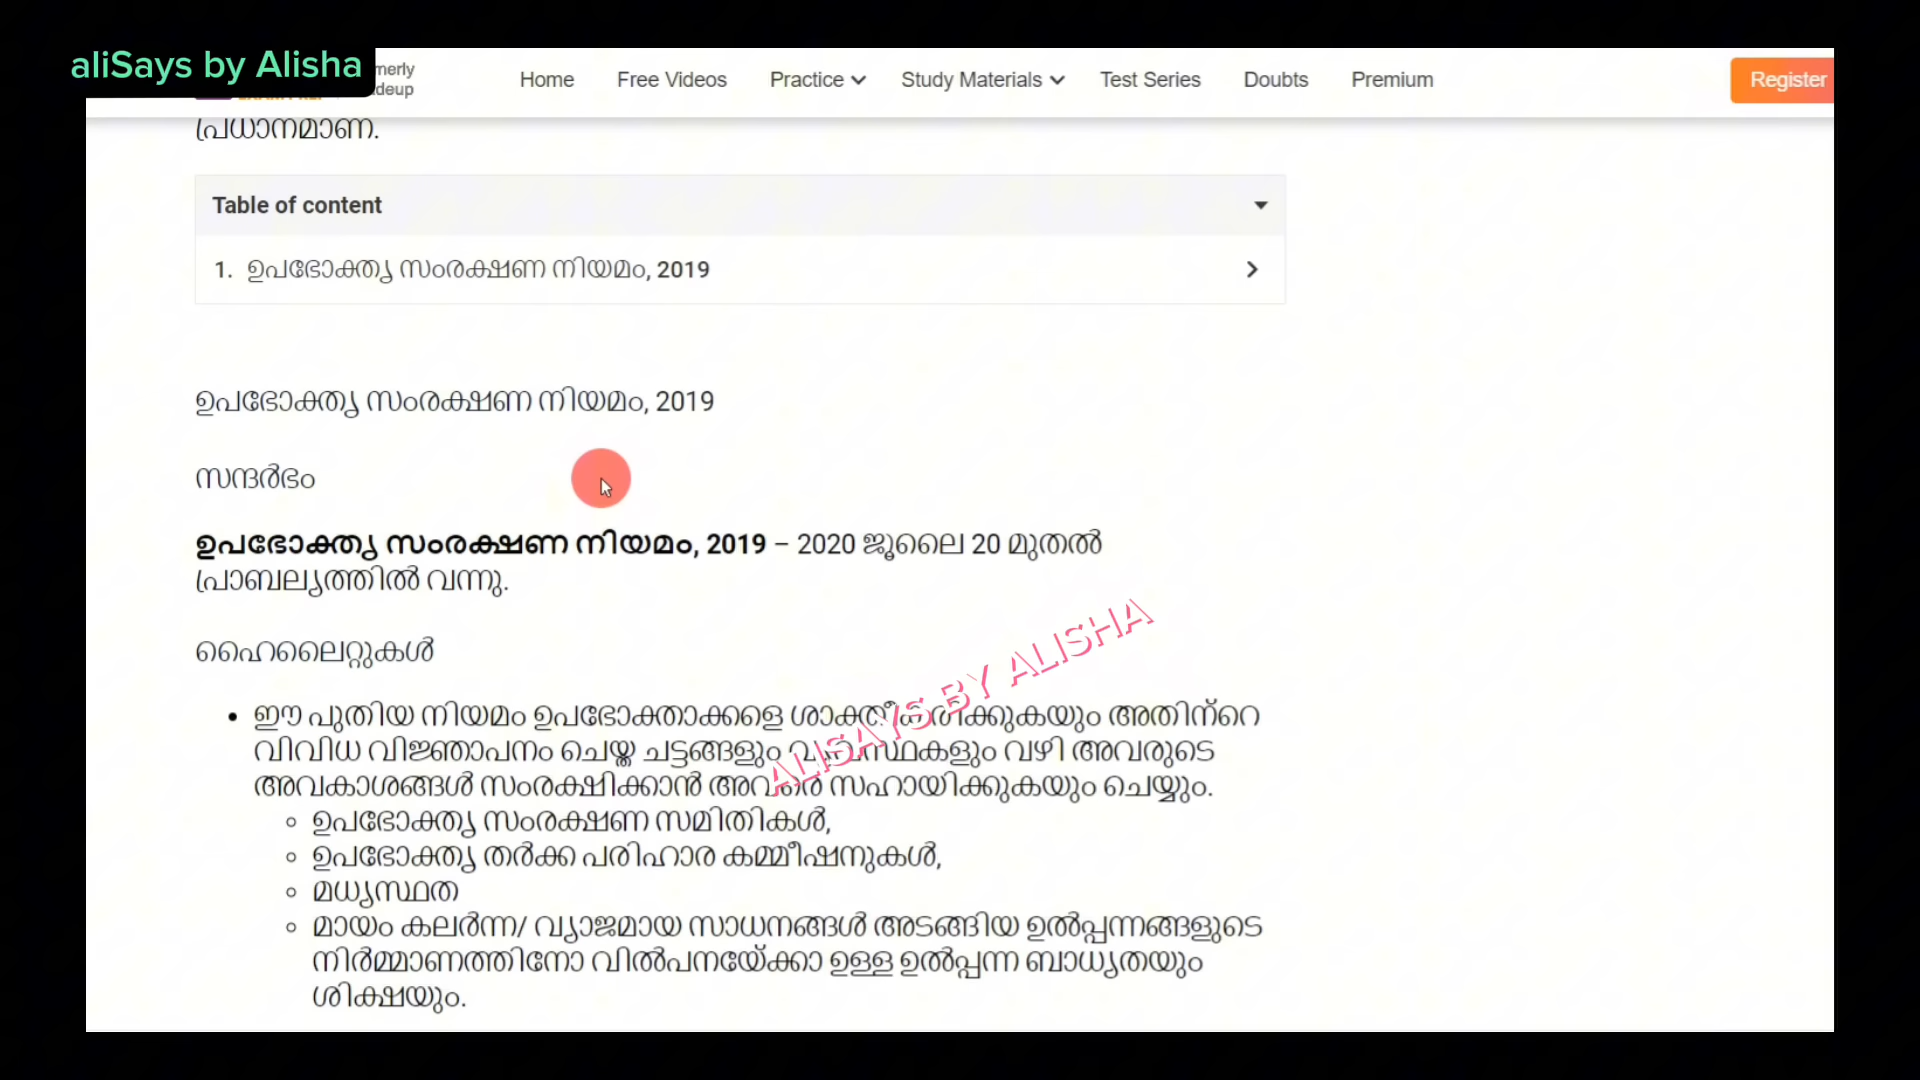 aliSays by Alisha
Home Free Videos Practice Study Materials Test Series Doubts Premium Register
പ്രധാനമാണ.
Table of content
1. ഉപഭോക്തൃ സംരക്ഷണ നിയമം, 2019
ഉപഭോക്തൃ സംരക്ഷണ നിയമം, 2019
സന്ദർഭം
ഉപഭോക്തൃ സംരക്ഷണ നിയമം, 2019 – 2020 ജൂലൈ 20 മുതൽ
പ്രാബല്യത്തിൽ വന്നു.
ഹൈലൈറ്റുകൾ
• ഈ പുതിയ നിയമം ഉപഭോക്താക്കളെ ശാക്തീകരിക്കുകയും അതിന്റെ
വിവിധ വിജ്ഞാപനം ചെയ്ത ചട്ടങ്ങളും വ്യവസ്ഥകളും വഴി അവരുടെ
അവകാശങ്ങൾ സംരക്ഷിക്കാൻ അവരെ സഹായിക്കുകയും ചെയ്യും.
◦ ഉപഭോക്തൃ സംരക്ഷണ സമിതികൾ,
◦ ഉപഭോക്തൃ തർക്ക പരിഹാര കമ്മീഷനുകൾ,
◦ മധ്യസ്ഥത
◦ മായം കലർന്ന/ വ്യാജമായ സാധനങ്ങൾ അടങ്ങിയ ഉൽപ്പന്നങ്ങളുടെ
നിർമ്മാണത്തിനോ വിൽപനയ്ക്കോ ഉള്ള ഉൽപ്പന്ന ബാധ്യതയും
ശിക്ഷയും.
ALISAYS BY ALISHA